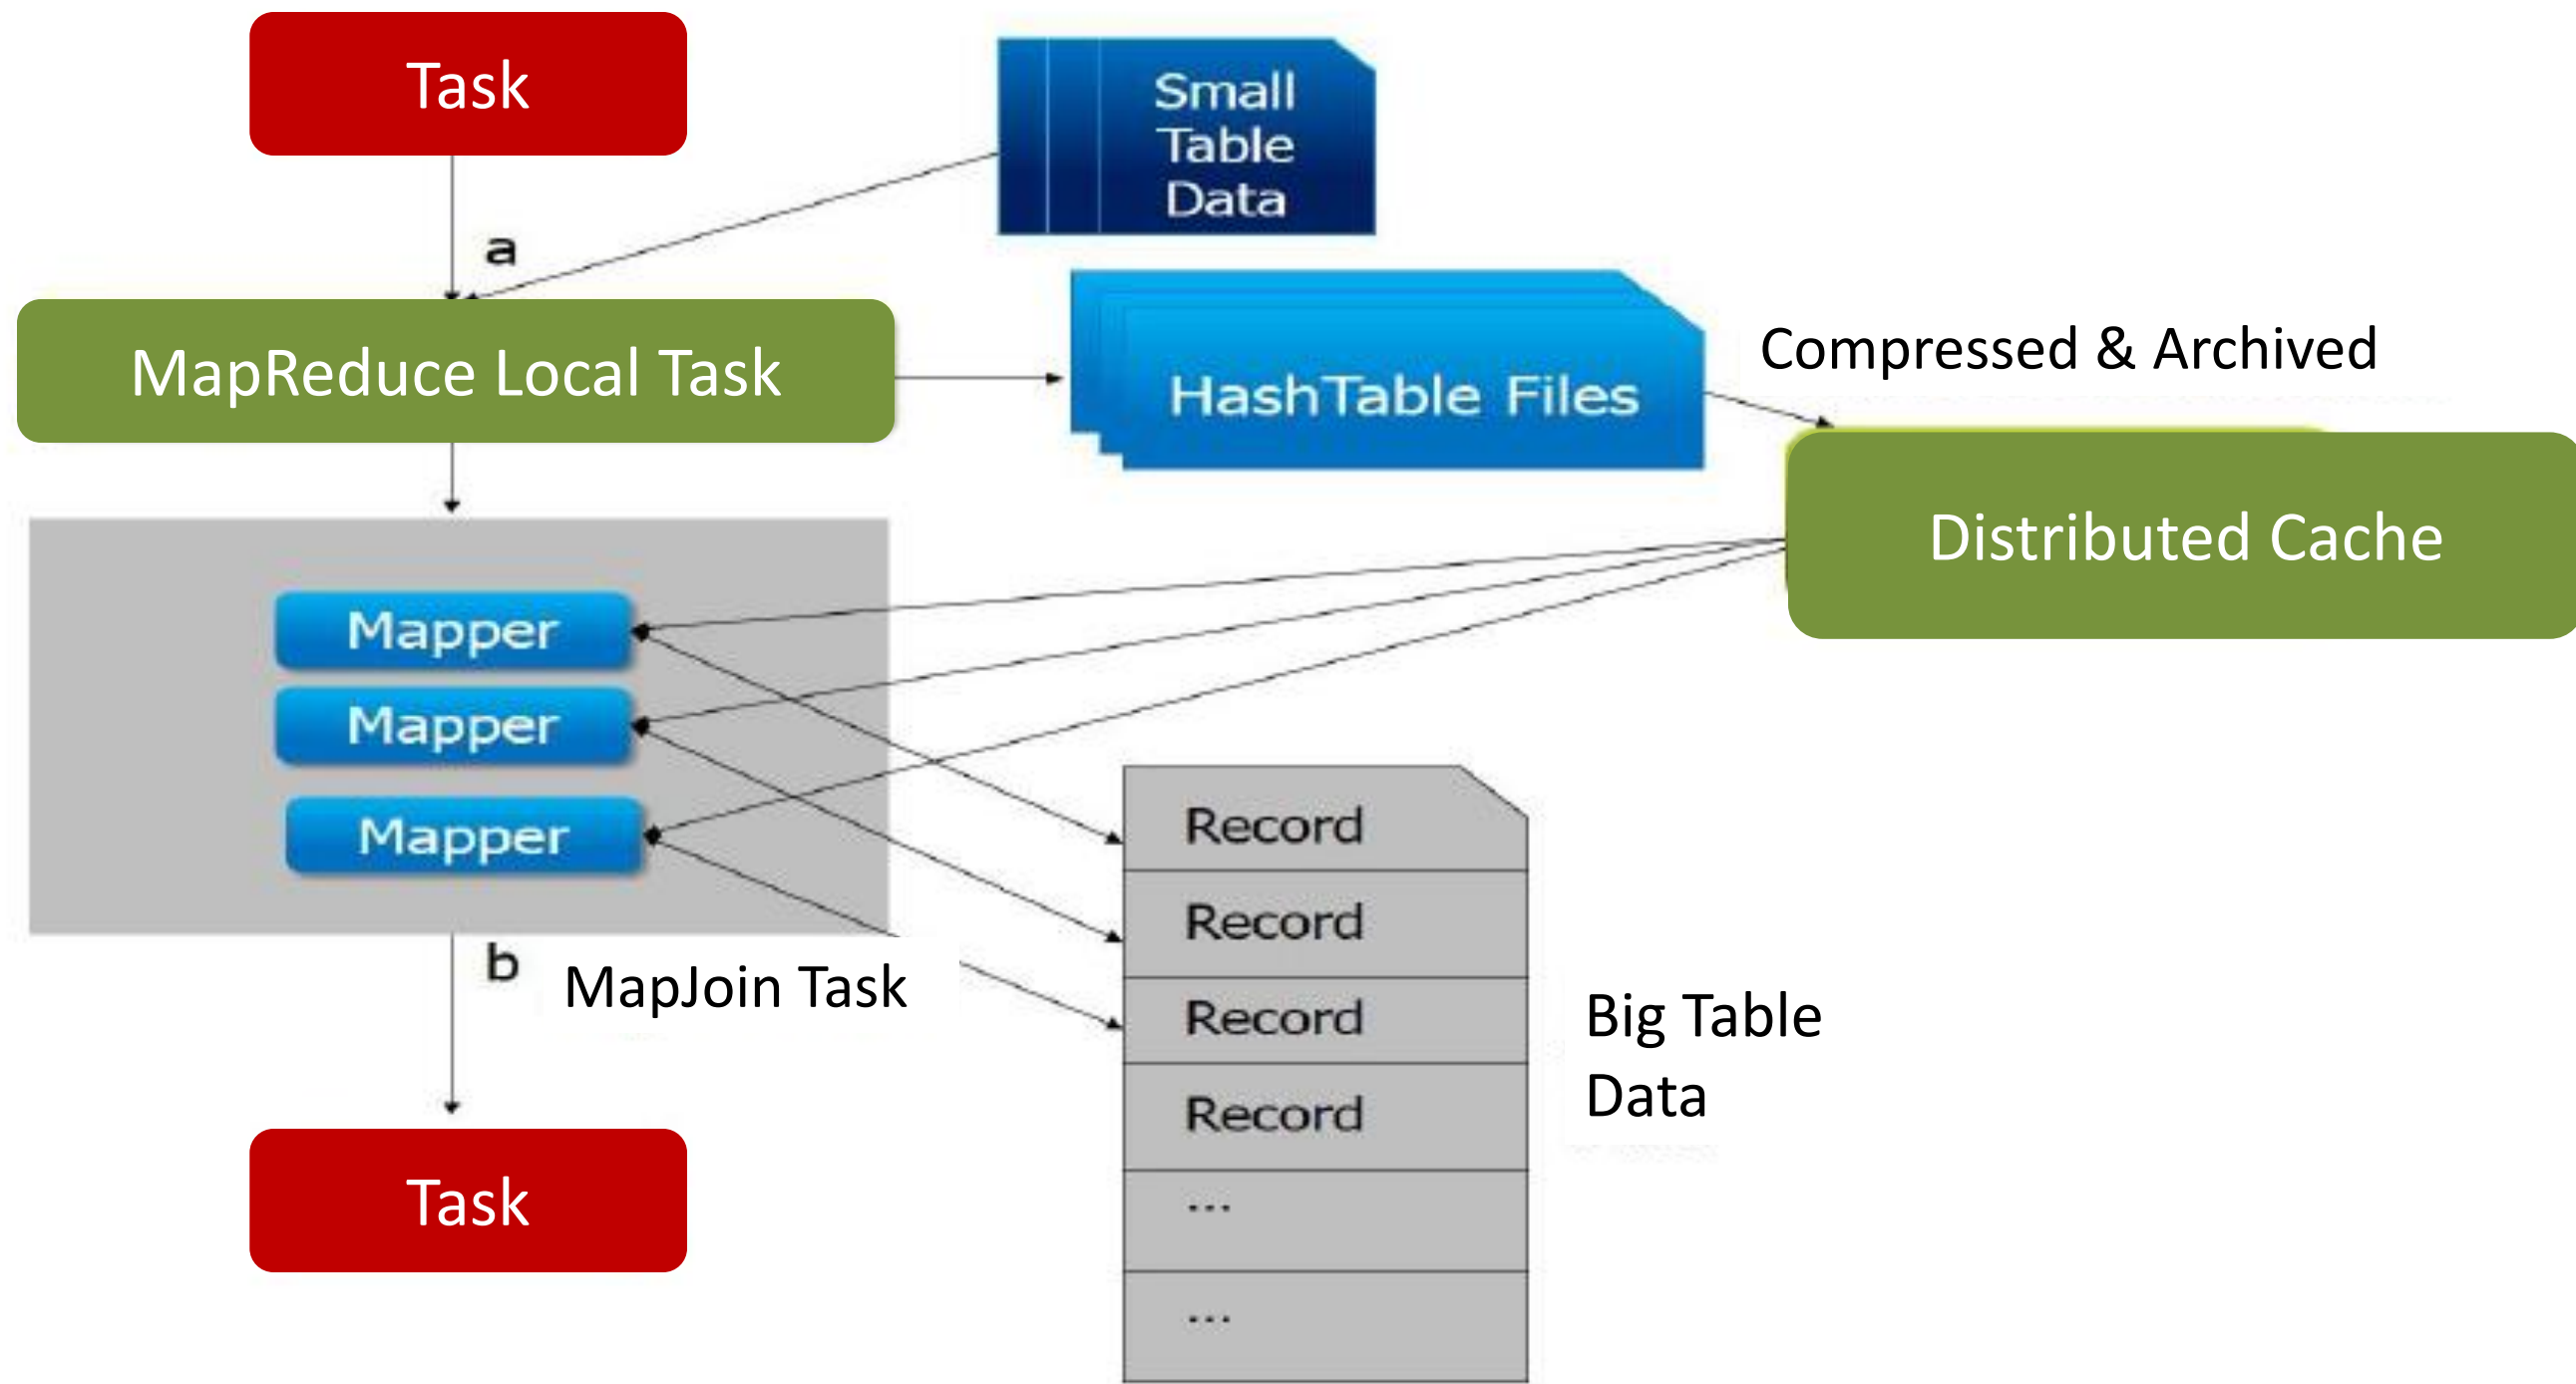 Task
Small
Table
Data
a
MapReduce Local Task
HashTable Files
Compressed & Archived
Distributed Cache
Mapper
Mapper
Mapper
b
MapJoin Task
Record
Record
Record
Record
...
...
Big Table
Data
Task